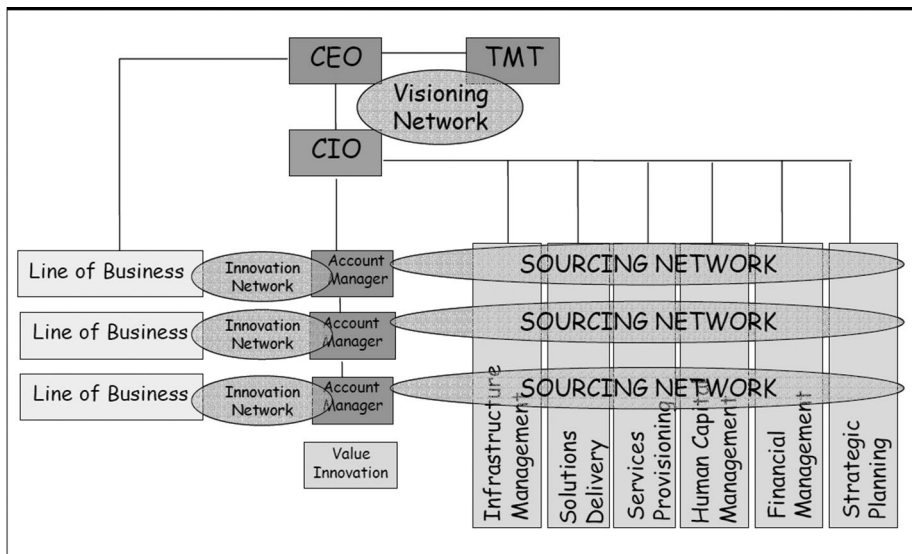 CEO
TMT
Visioning
Network
CIO
Line of Business
Innovation
Network
Account
Manager
SOURCING NETWORK
Line of Business
Innovation
Network
Account
Manager
SOURCING NETWORK
Line of Business
Innovation
Network
Account
Manager
SOURCING NETWORK
Value
Innovation
Infrastructure
Management
Solutions
Delivery
Services
Provisioning
Human Capital
Management
Financial
Management
Strategic
Planning